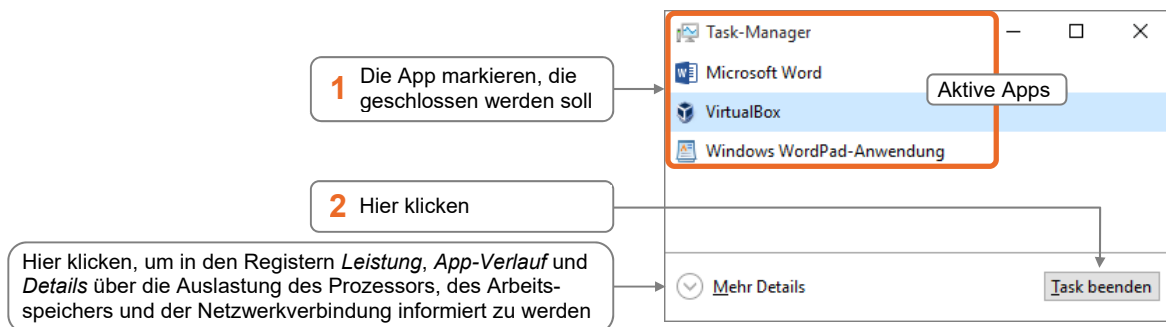 Task-Manager
1 Die App markieren, die
geschlossen werden soll
Microsoft Word
Aktive Apps
VirtualBox
Windows WordPad-Anwendung
2 Hier klicken
Hier klicken, um in den Registern Leistung, App-Verlauf und
Details über die Auslastung des Prozessors, des Arbeits-
speichers und der Netzwerkverbindung informiert zu werden
Mehr Details
Task beenden